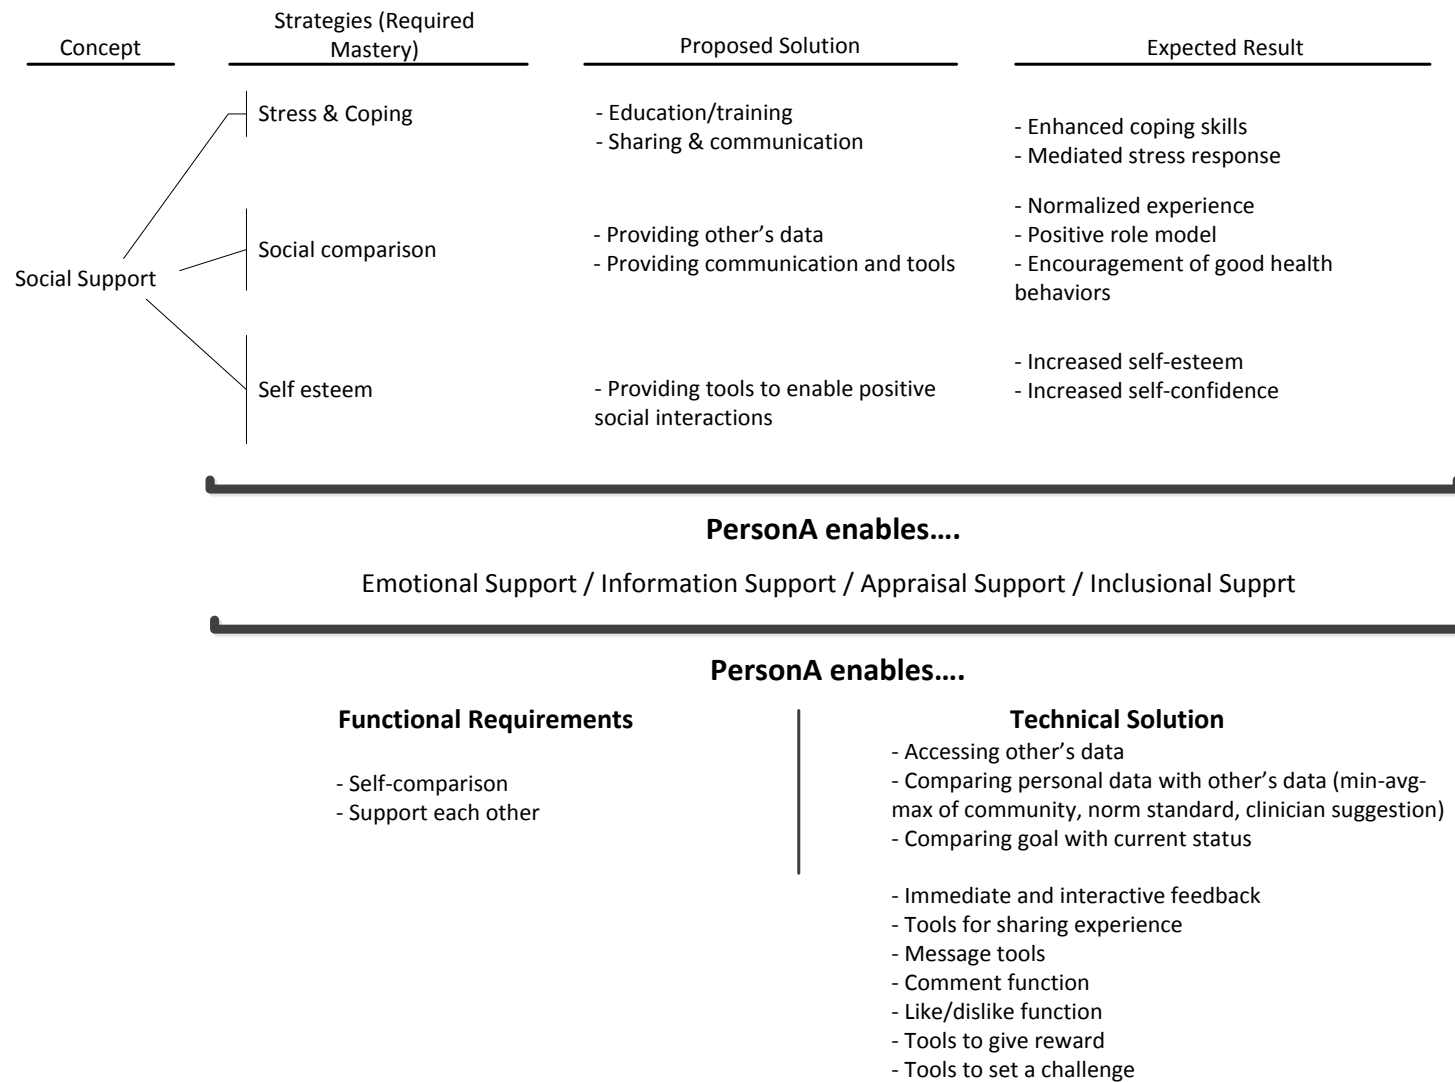 Concept
Strategies (Required
Mastery)
Proposed Solution
Expected Result
Social Support
Stress & Coping
- Education/training
- Sharing & communication
- Enhanced coping skills
- Mediated stress response
Social comparison
- Providing other’s data
- Providing communication and tools
- Normalized experience
- Positive role model
- Encouragement of good health
behaviors
Self esteem
- Providing tools to enable positive
social interactions
- Increased self-esteem
- Increased self-confidence
PersonA enables….
Emotional Support / Information Support / Appraisal Support / Inclusional Supprt
PersonA enables….
Functional Requirements
- Self-comparison
- Support each other
Technical Solution
- Accessing other’s data
- Comparing personal data with other’s data (min-avg-
max of community, norm standard, clinician suggestion)
- Comparing goal with current status
- Immediate and interactive feedback
- Tools for sharing experience
- Message tools
- Comment function
- Like/dislike function
- Tools to give reward
- Tools to set a challenge